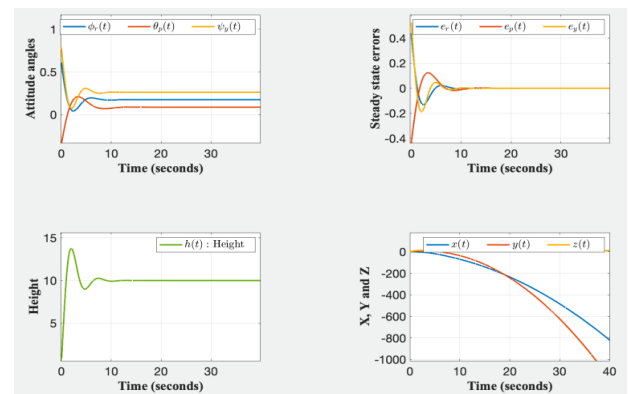 ϕr(t) θp(t) ψy(t)
1
0.5
0
Attitude angles
0 10 20 30
Time (seconds)
er(t) ep(t) ey(t)
0.4
0.2
0
-0.2
-0.4
Steady state errors
0 10 20 30
Time (seconds)
h(t) : Height
15
10
5
Height
0 10 20 30
Time (seconds)
x(t) y(t) z(t)
0
-200
-400
-600
-800
-1000
X, Y and Z
0 10 20 30 40
Time (seconds)